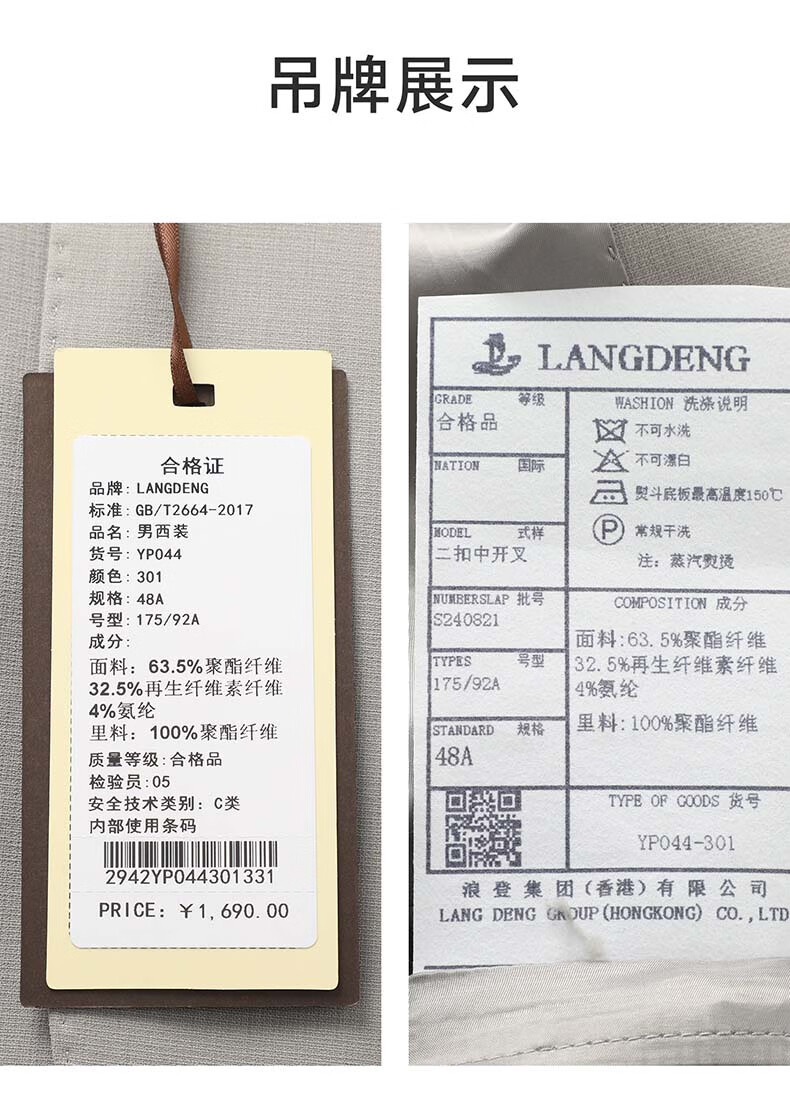 吊牌展示
合格证
品牌: LANGDENG
标准: GB/T2664-2017
品名: 男西装
货号: YP044
颜色: 301
规格: 48A
号型: 175/92A
成分:
面料: 63.5%聚酯纤维
32.5%再生纤维素纤维
4%氨纶
里料: 100%聚酯纤维
质量等级:合格品
检验员:05
安全技术类别: C类
内部使用条码
2942YP044301331
PRICE: ￥1,690.00
LANGDENG
GRADE 等级
合格品
NATION 国际
MODEL 式样
二扣中开叉
NUMBERSLAP 批号
S240821
TYPES 号型
175/92A
STANDARD 规格
48A
WASHION 洗涤说明
不可水洗
不可漂白
熨斗底板最高温度150℃
P 常规干洗
注: 蒸汽熨烫
COMPOSITION 成分
面料:63.5%聚酯纤维
32.5%再生纤维素纤维
4%氨纶
里料:100%聚酯纤维
TYPE OF GOODS 货号
YP044-301
浪登集团(香港)有限公司
LANG DENG GROUP(HONGKONG) CO.,LTD